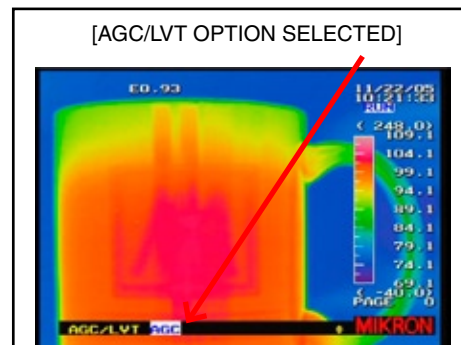 [AGC/LVT OPTION SELECTED]
E0.93
11/22/05
10:21:33
RUN
( 248.0)
109.1
104.1
99.1
94.1
89.1
84.1
79.1
74.1
69.1
( -40.0)
PAGE 0
AGC/LVT AGC
MIKRON